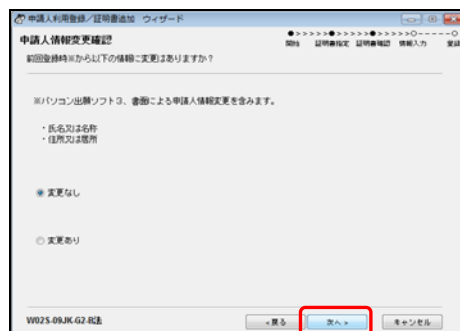 申請人利用登録/証明書追加 ウィザード
申請人情報変更確認
開始 証明書指定 証明書確認 情報入力 登録
前回登録時※から以下の情報に変更はありますか？
※パソコン出願ソフト３、書面による申請人情報変更を含みます。
・氏名又は名称
・住所又は居所
変更なし
変更あり
W02S-09JK-G2-R法
<戻る 次へ > キャンセル